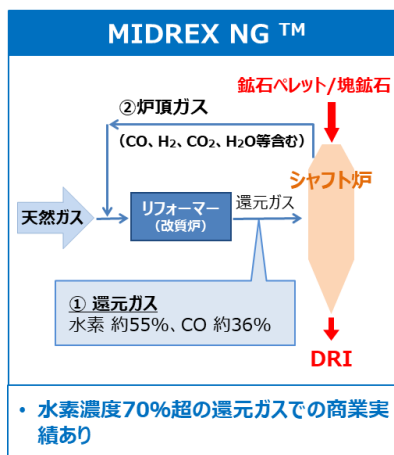 MIDREX NG ™
鉱石ペレット/塊鉱石
②炉頂ガス
（CO、H₂、CO₂、H₂O等含む）
シャフト炉
天然ガス
リフォーマー
（改質炉）
還元ガス
① 還元ガス
水素 約55%、CO 約36%
DRI
• 水素濃度70%超の還元ガスでの商業実
績あり